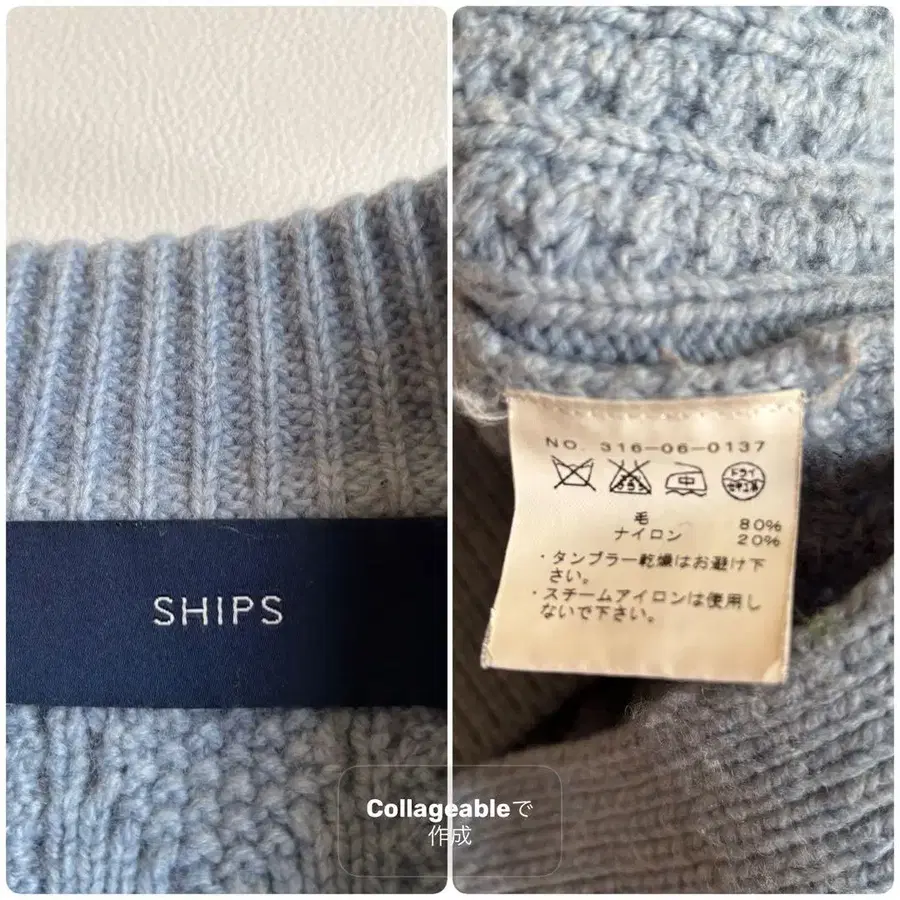 SHIPS
NO. 316-06-0137
中
ドライ
セキユ系
毛 80%
ナイロン 20%
・タンブラー乾燥はお避け下
さい。
・スチームアイロンは使用し
ないで下さい。
Collageableで
作成